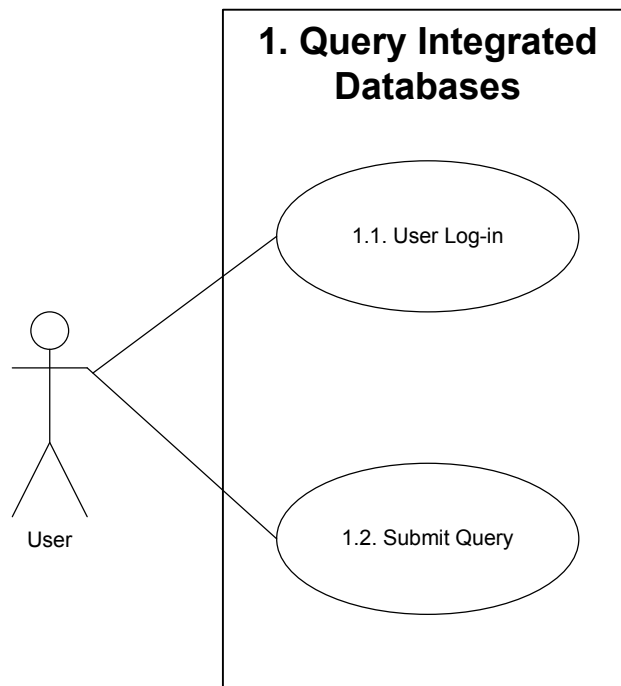 1. Query Integrated
Databases
1.1. User Log-in
User
1.2. Submit Query